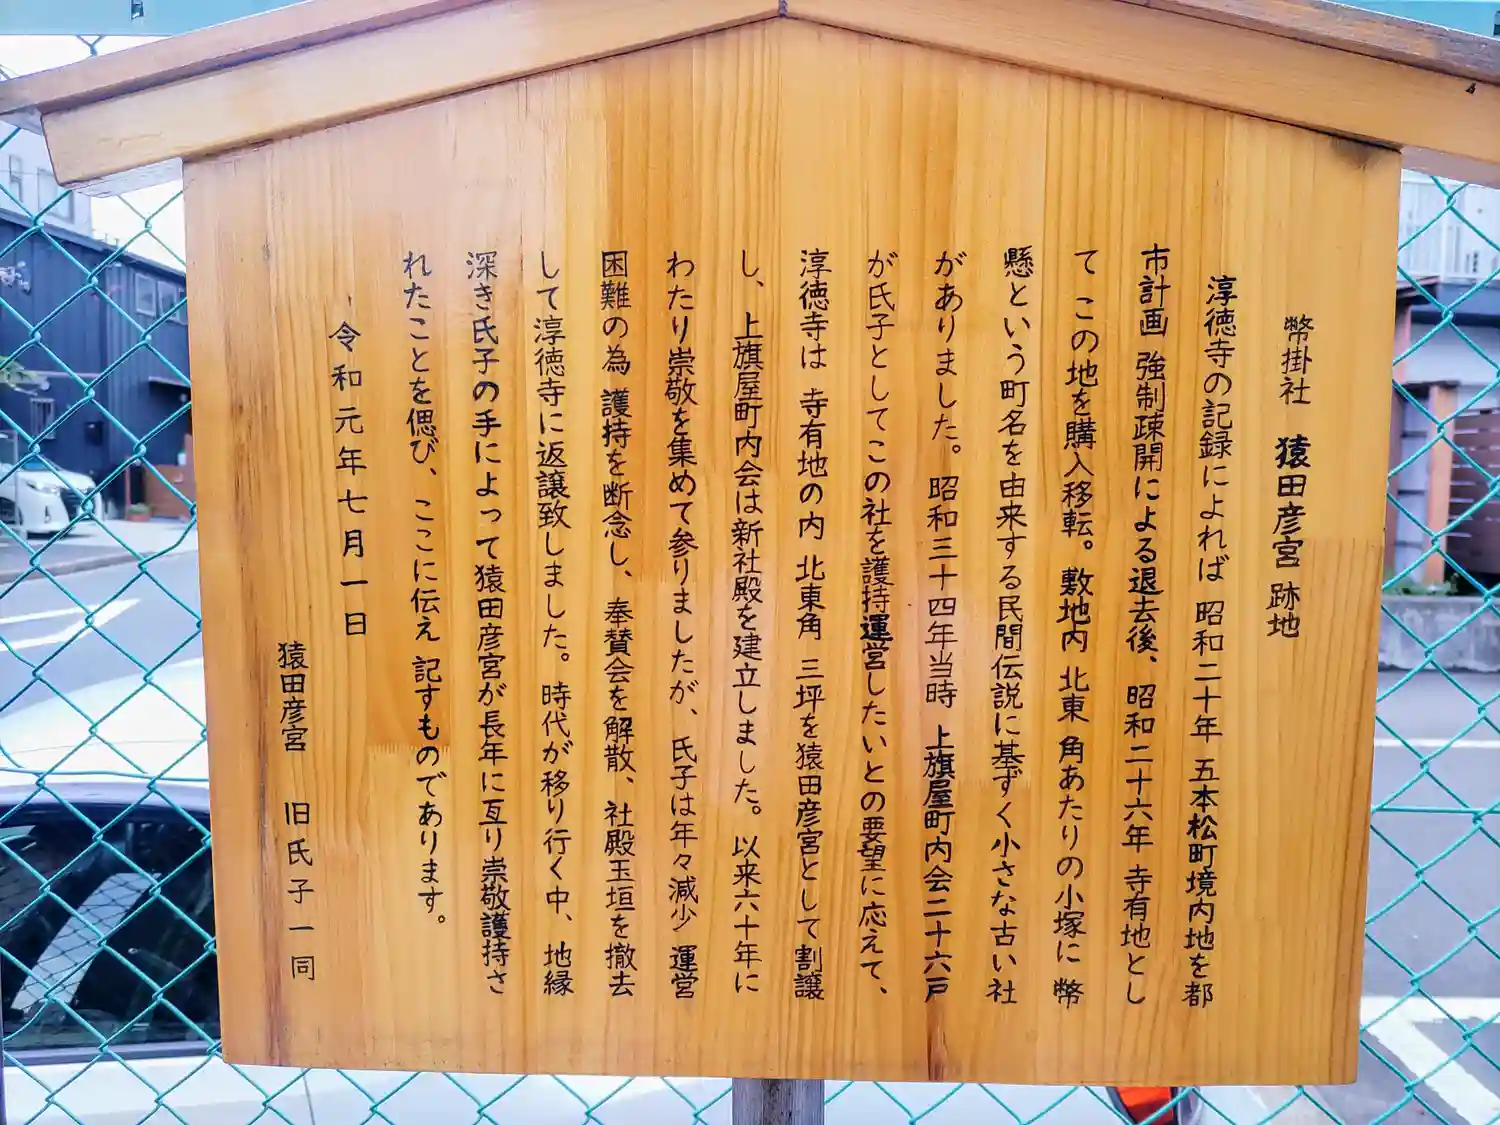 幣掛社 猿田彦宮 跡地
淳徳寺の記録によれば 昭和二十年 五本松町境内地を都
市計画 強制疎開による退去後、昭和二十六年 寺有地とし
て この地を購入移転。敷地内 北東 角あたりの小塚に 幣
懸という町名を由来する民間伝説に基ずく小さな古い社
がありました。昭和三十四年当時 上旗屋町内会二十六戸
が氏子としてこの社を護持運営したいとの要望に応えて、
淳徳寺は 寺有地の内 北東角 三坪を猿田彦宮として割譲
し、上旗屋町内会は新社殿を建立しました。以来六十年に
わたり崇敬を集めて参りましたが、氏子は年々減少 運営
困難の為 護持を断念し、奉賛会を解散、社殿玉垣を撤去
して淳徳寺に返譲致しました。時代が移り行く中、地縁
深き氏子の手によって猿田彦宮が長年に亙り崇敬護持さ
れたことを偲び、ここに伝え 記すものであります。
令和元年七月一日
猿田彦宮 旧氏子一同